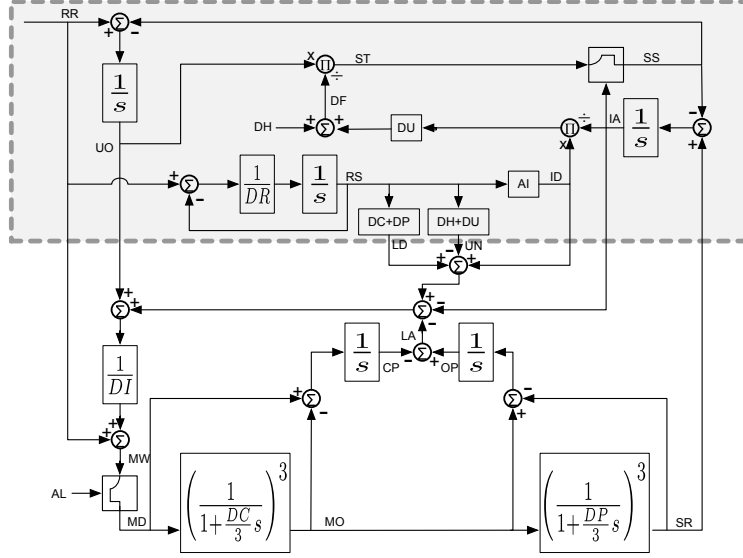 RR
+ Σ -
1/s
x Π ÷ ST
SS
DF
DH + Σ +
DU
Π ÷ IA
x
1/s
- Σ +
UO
+ Σ -
1/DR
1/s
RS
AI
ID
DC+DP
DH+DU
LD
UN
- - Σ +
+ Σ +
+ Σ -
-
LA
1/s
CP
- Σ +
OP
1/s
1/DI
+ Σ -
- Σ +
+ + Σ
MW
AL
MD
(1/(1+DC/3 s))^3
MO
(1/(1+DP/3 s))^3
SR